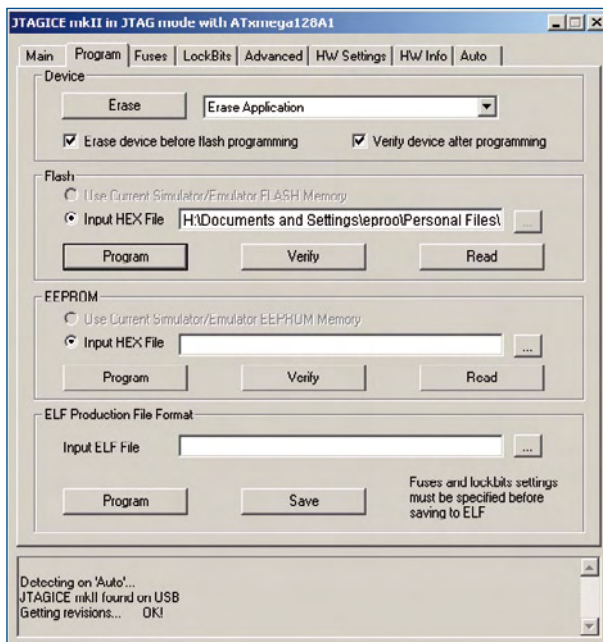 JTAGICE mkII in JTAG mode with ATxmega128A1
Main Program Fuses LockBits Advanced HW Settings HW Info Auto
Device
Erase Erase Application
Erase device before flash programming Verify device after programming
Flash
Use Current Simulator/Emulator FLASH Memory
Input HEX File H:\Documents and Settings\eproo\Personal Files\ ...
Program Verify Read
EEPROM
Use Current Simulator/Emulator EEPROM Memory
Input HEX File ...
Program Verify Read
ELF Production File Format
Input ELF File ...
Program Save
Fuses and lockbits settings
must be specified before
saving to ELF
Detecting on 'Auto'...
JTAGICE mkII found on USB
Getting revisions... OK!